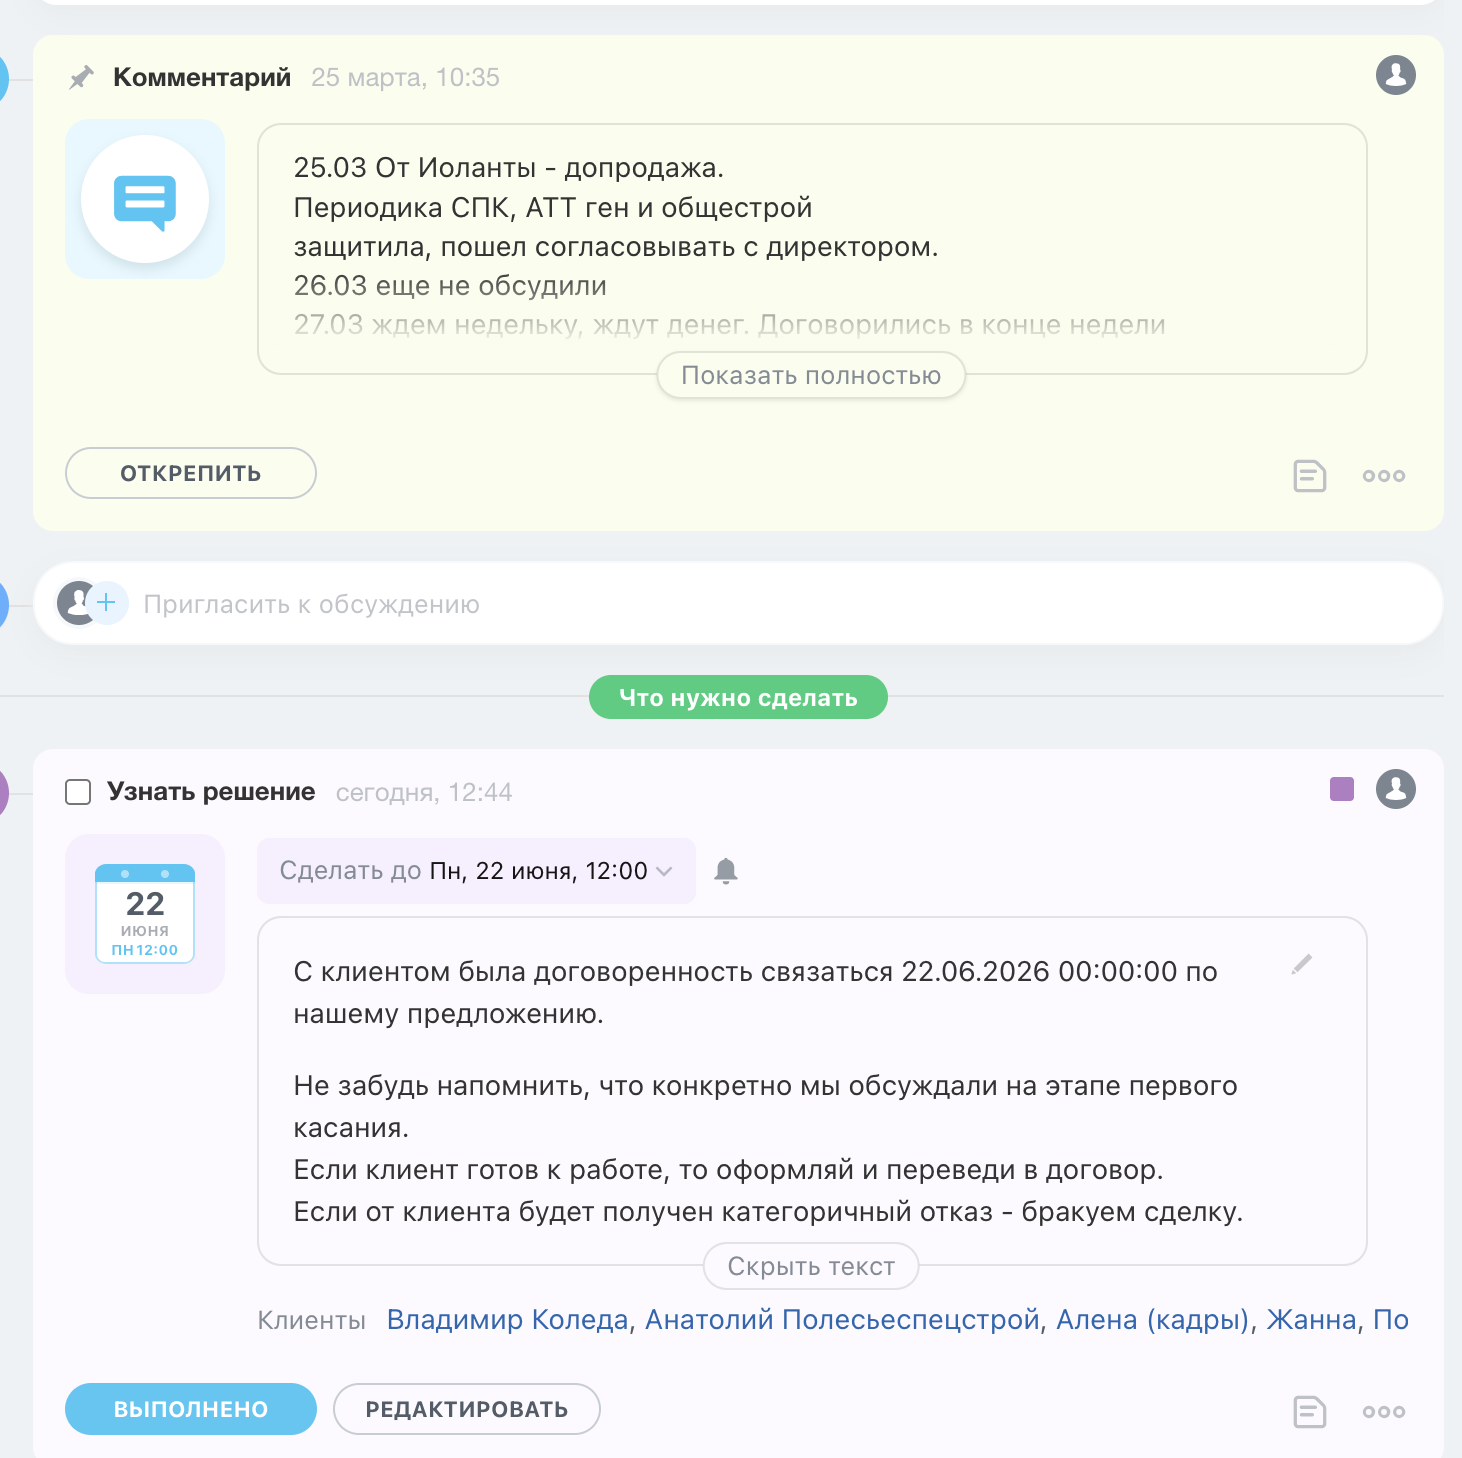 Комментарий 25 марта, 10:35
25.03 От Иоланты - допродажа.
Периодика СПК, АТТ ген и общестрой
защитила, пошел согласовывать с директором.
26.03 еще не обсудили
27.03 ждем недельку, ждут денег. Договорились в конце недели
Показать полностью
ОТКРЕПИТЬ
Пригласить к обсуждению
Что нужно сделать
Узнать решение сегодня, 12:44
Сделать до Пн, 22 июня, 12:00
22
ИЮНЯ
ПН 12:00
С клиентом была договоренность связаться 22.06.2026 00:00:00 по
нашему предложению.
Не забудь напомнить, что конкретно мы обсуждали на этапе первого
касания.
Если клиент готов к работе, то оформляй и переведи в договор.
Если от клиента будет получен категоричный отказ - бракуем сделку.
Скрыть текст
Клиенты Владимир Коледа, Анатолий Полесьеспецстрой, Алена (кадры), Жанна, По
ВЫПОЛНЕНО РЕДАКТИРОВАТЬ